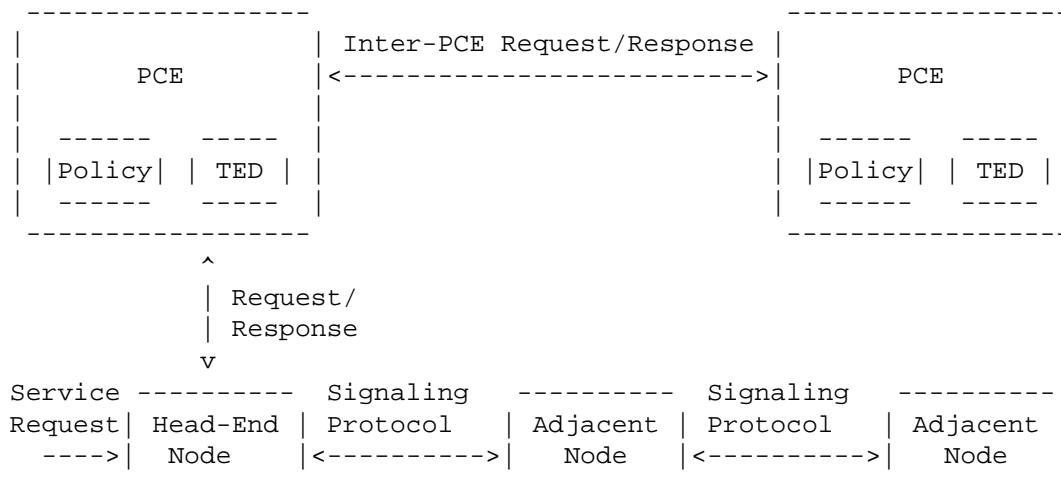 Inter-PCE Request/Response
PCE PCE
Policy TED Policy TED
Request/
Response
Service Signaling Signaling
Request Head-End Protocol Adjacent Protocol Adjacent
Node Node Node